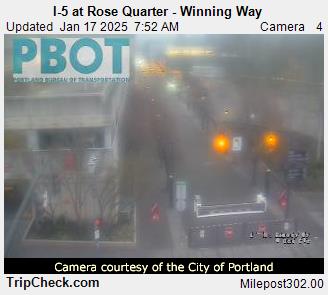 I-5 at Rose Quarter - Winning Way
Updated Jan 17 2025 7:52 AM Camera 4
PBOT
PORTLAND BUREAU OF TRANSPORTATION
Camera courtesy of the City of Portland
TripCheck.com Milepost302.00